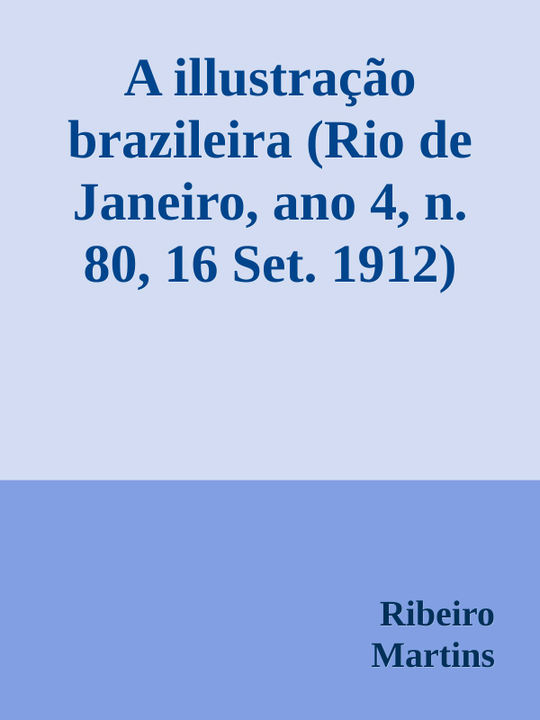 A illustração
brazileira (Rio de
Janeiro, ano 4, n.
80, 16 Set. 1912)
Ribeiro
Martins